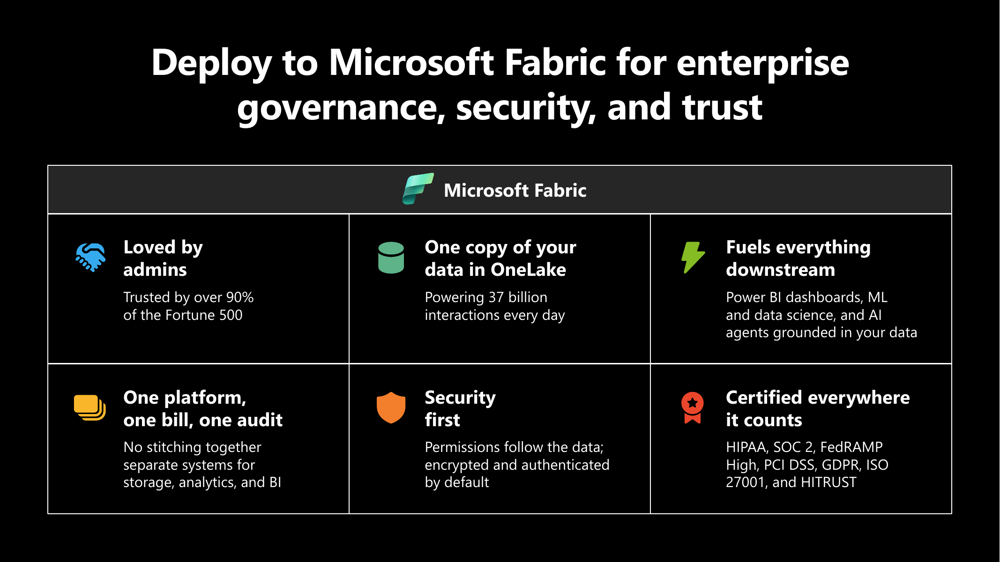 Deploy to Microsoft Fabric for enterprise
governance, security, and trust
Microsoft Fabric
Loved by
admins
Trusted by over 90%
of the Fortune 500
One copy of your
data in OneLake
Powering 37 billion
interactions every day
Fuels everything
downstream
Power BI dashboards, ML
and data science, and AI
agents grounded in your data
One platform,
one bill, one audit
No stitching together
separate systems for
storage, analytics, and BI
Security
first
Permissions follow the data;
encrypted and authenticated
by default
Certified everywhere
it counts
HIPAA, SOC 2, FedRAMP
High, PCI DSS, GDPR, ISO
27001, and HITRUST